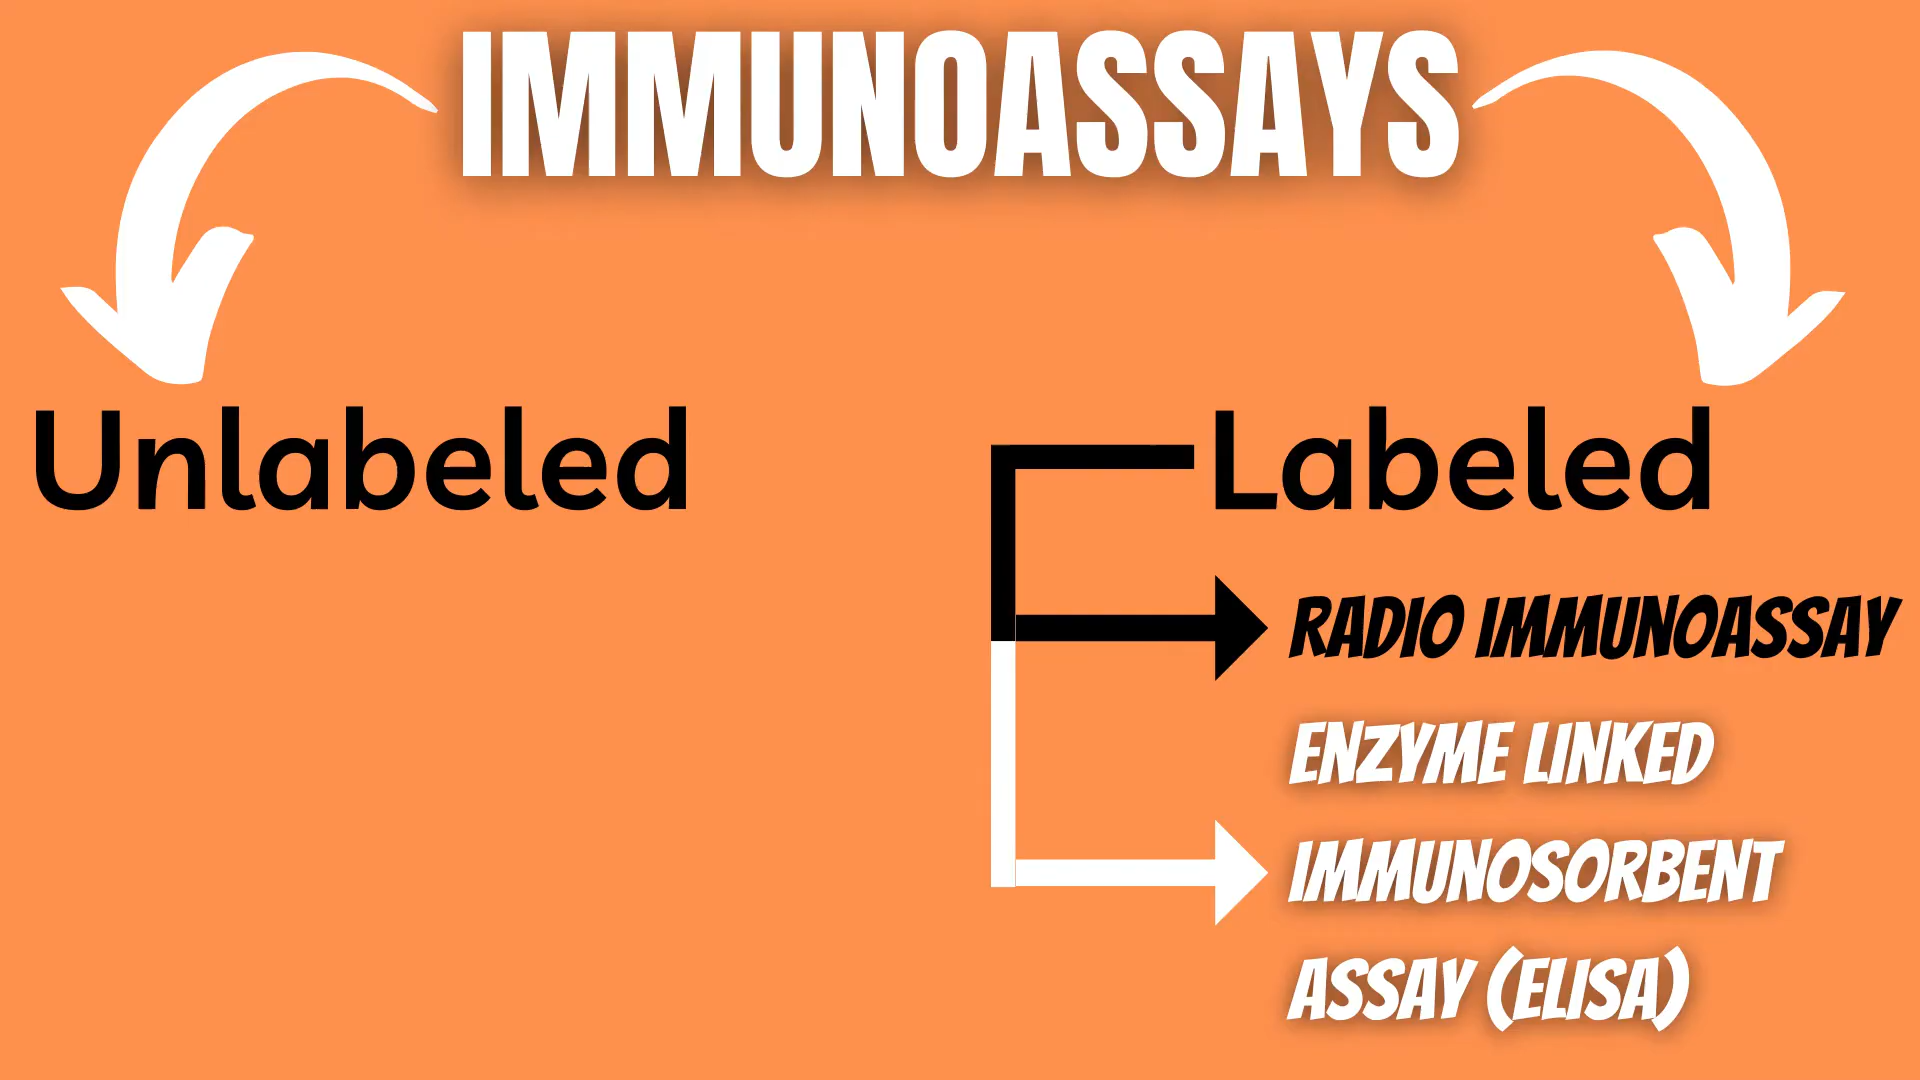 IMMUNOASSAYS
Unlabeled
Labeled
RADIO IMMUNOASSAY
ENZYME LINKED
IMMUNOSORBENT
ASSAY (ELISA)